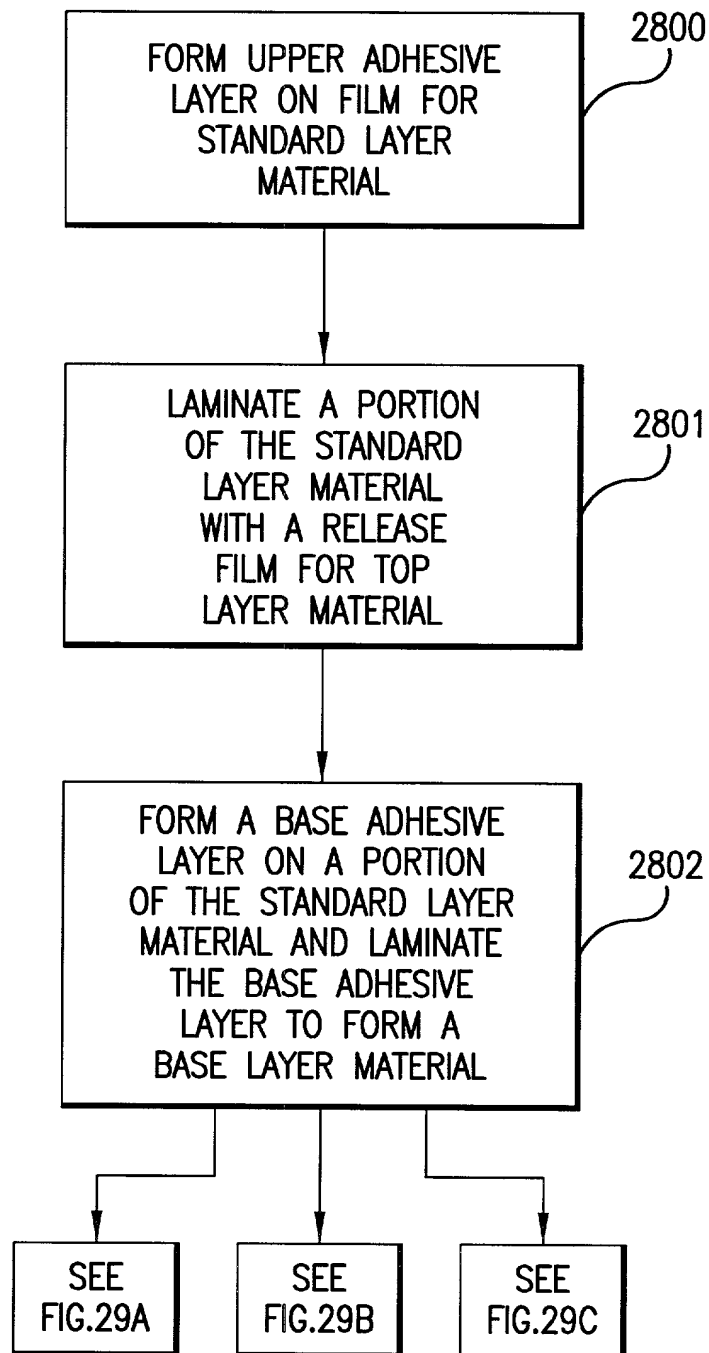 2800
FORM UPPER ADHESIVE
LAYER ON FILM FOR
STANDARD LAYER
MATERIAL
2801
LAMINATE A PORTION
OF THE STANDARD
LAYER MATERIAL
WITH A RELEASE
FILM FOR TOP
LAYER MATERIAL
2802
FORM A BASE ADHESIVE
LAYER ON A PORTION
OF THE STANDARD LAYER
MATERIAL AND LAMINATE
THE BASE ADHESIVE
LAYER TO FORM A
BASE LAYER MATERIAL
SEE
FIG.29A
SEE
FIG.29B
SEE
FIG.29C